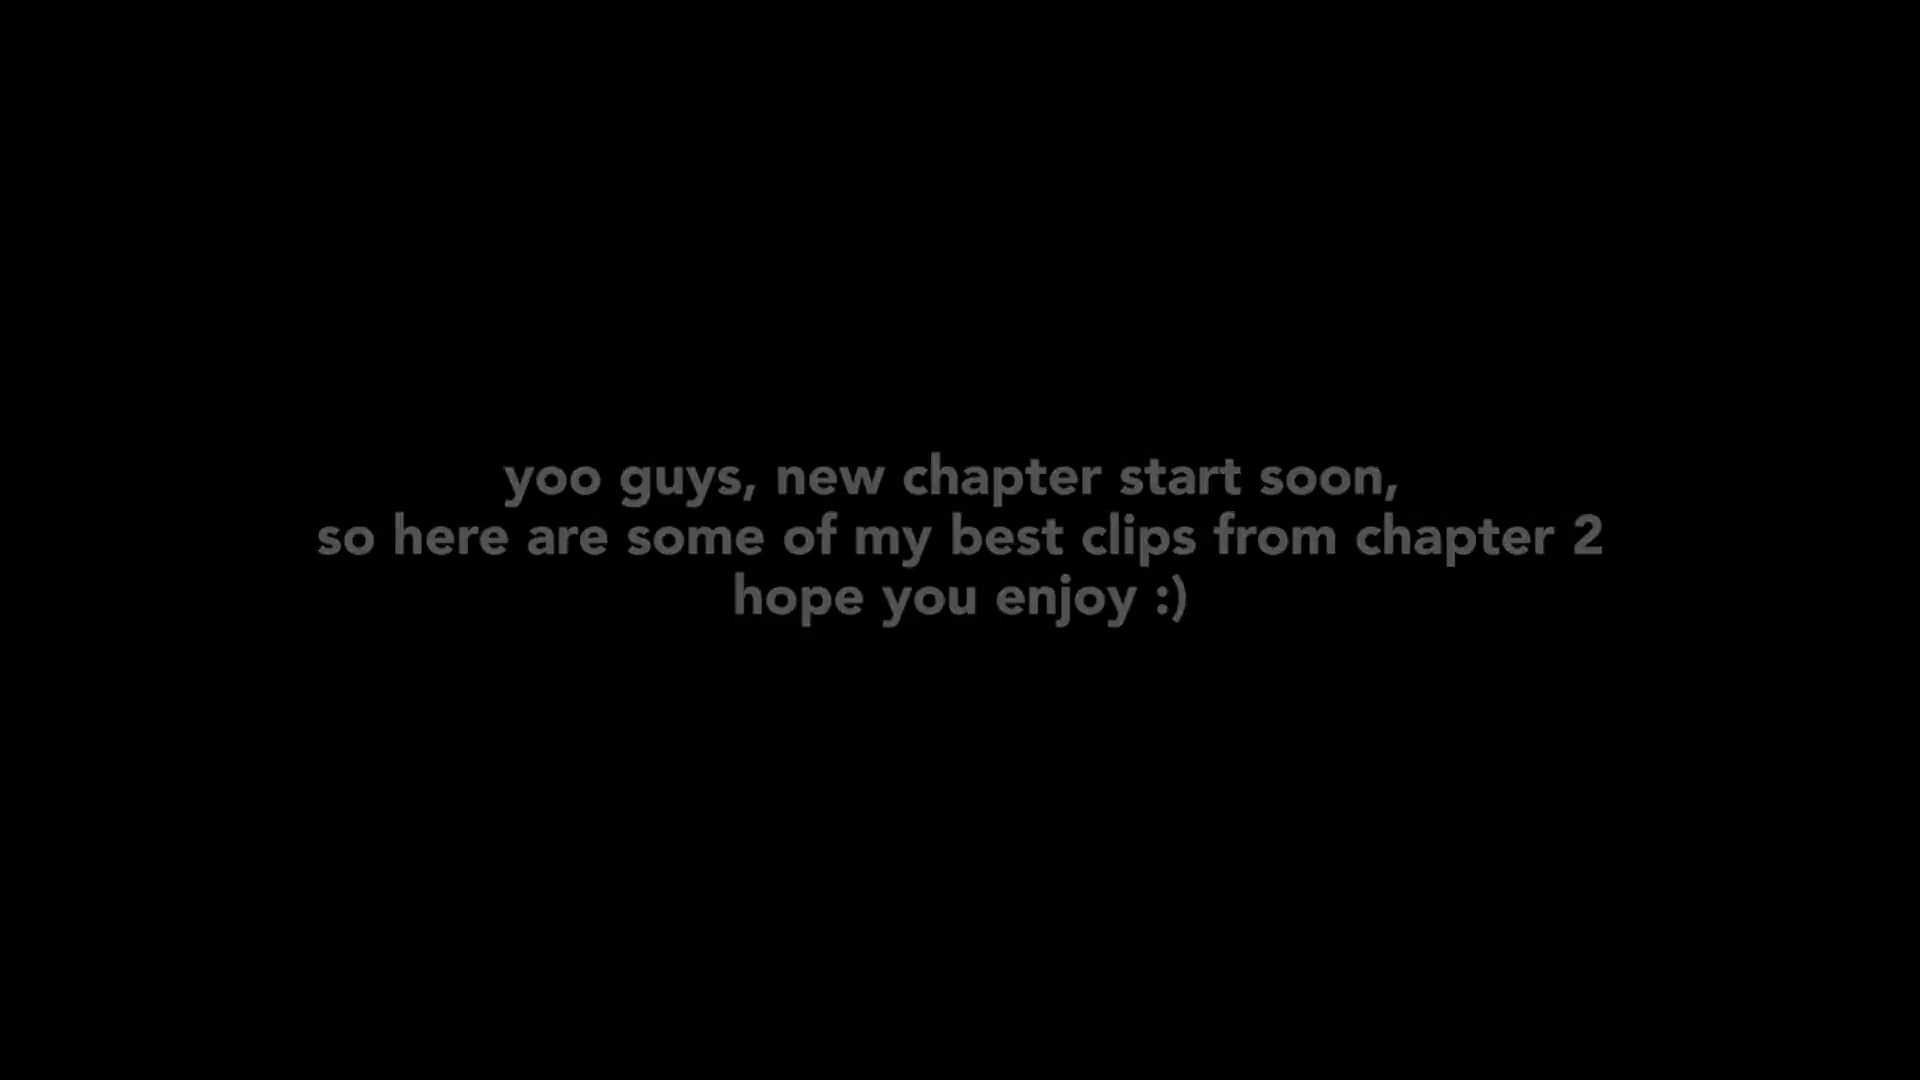 yoo guys, new chapter start soon,
so here are some of my best clips from chapter 2
hope you enjoy :)